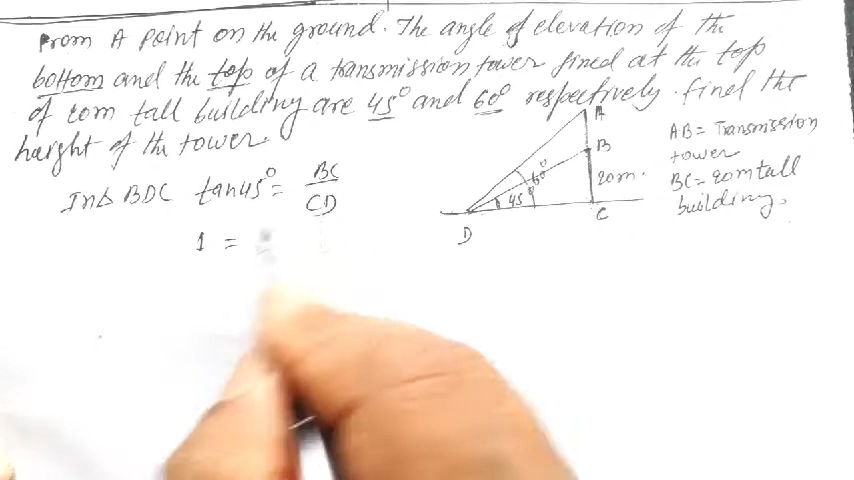 From A point on the ground. The angle of elevation of the
bottom and the top of a transmission tower fined at the top
of 20m tall building are 45° and 60° respectively. find the
haight of the tower.
A
B
20m.
60°
45°
C
D
AB = Transmission
tower
BC = 20m tall
building.
In Δ BDC tan45° = BC/CD
1 =